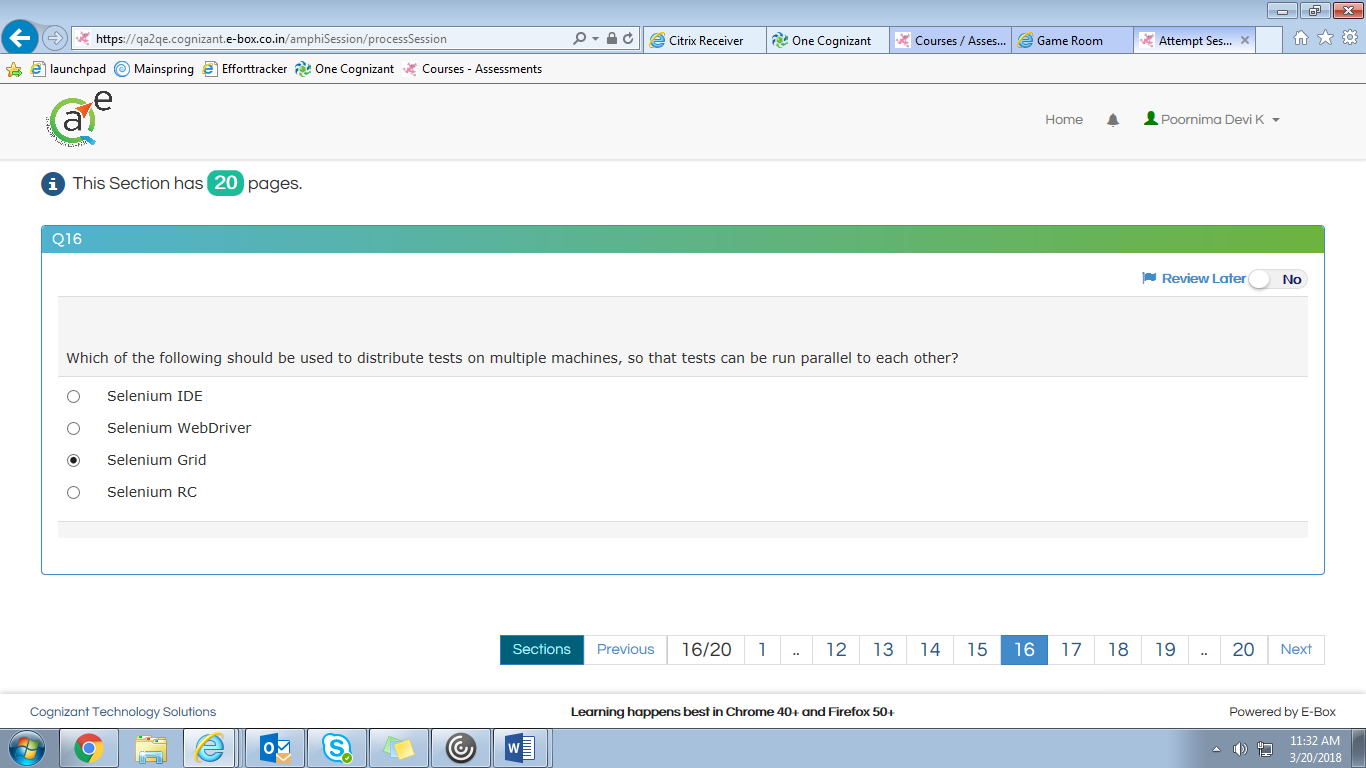 https://qa2qe.cognizant.e-box.co.in/amphiSession/processSession
Citrix Receiver
One Cognizant
Courses / Asses...
Game Room
Attempt Ses...
launchpad
Mainspring
Efforttracker
One Cognizant
Courses - Assessments
a e
Home
Poornima Devi K
This Section has 20 pages.
Q16
Review Later No
Which of the following should be used to distribute tests on multiple machines, so that tests can be run parallel to each other?
Selenium IDE
Selenium WebDriver
Selenium Grid
Selenium RC
Sections Previous 16/20 1 .. 12 13 14 15 16 17 18 19 .. 20 Next
Cognizant Technology Solutions
Learning happens best in Chrome 40+ and Firefox 50+
Powered by E-Box
11:32 AM
3/20/2018